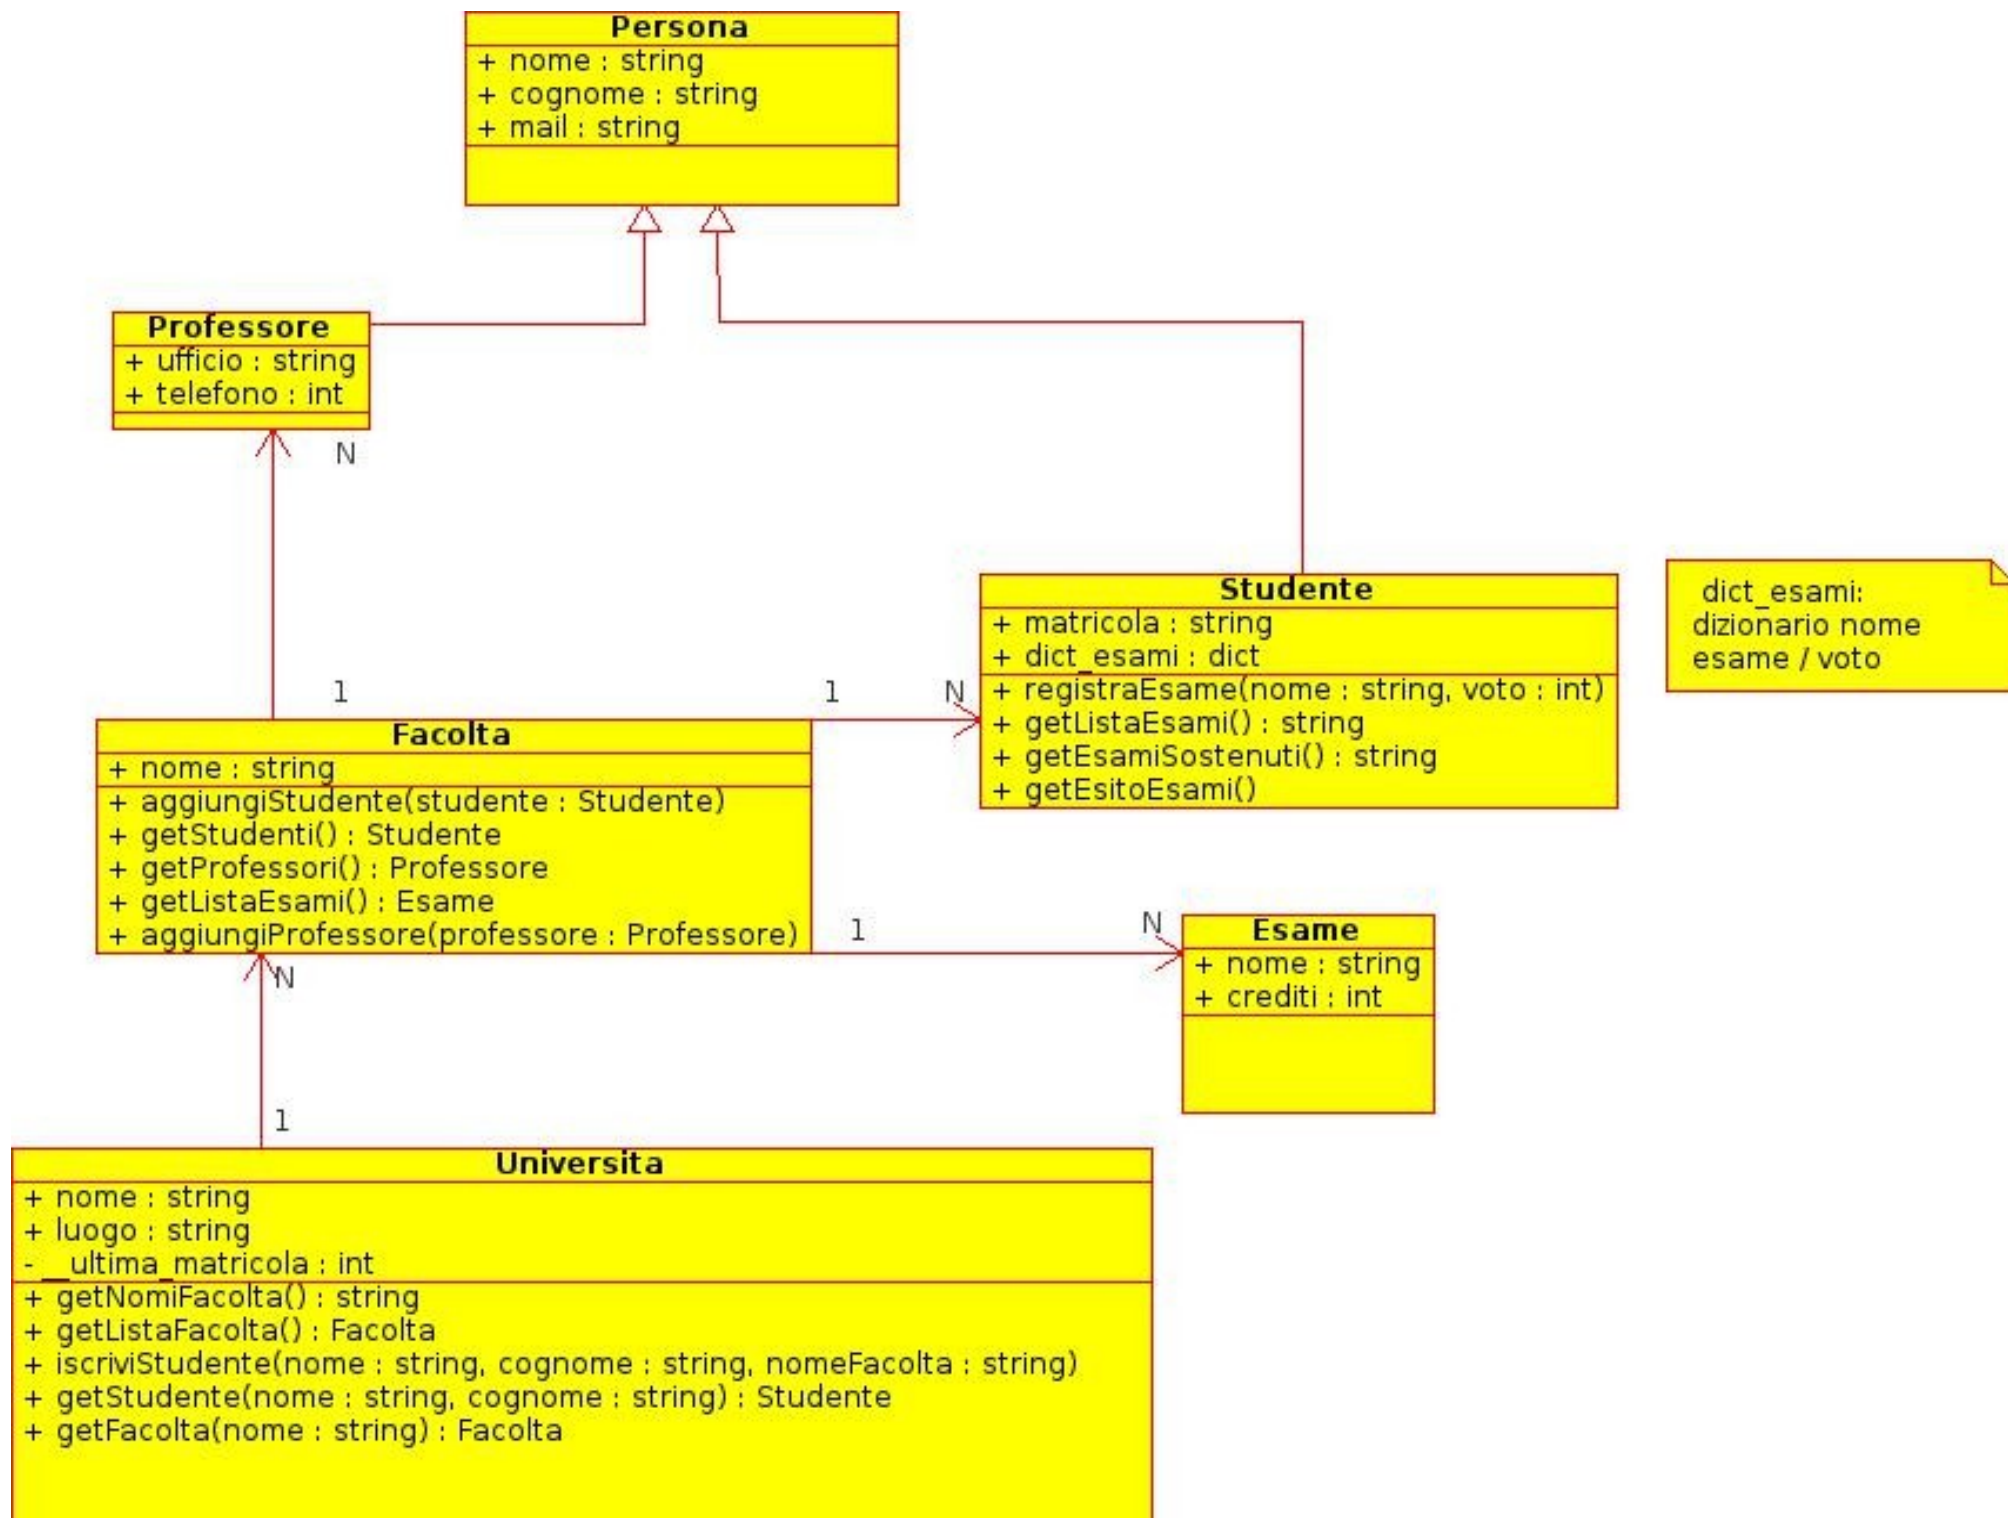 Persona
+ nome : string
+ cognome : string
+ mail : string
Professore
+ ufficio : string
+ telefono : int
N
1
Studente
+ matricola : string
+ dict_esami : dict
+ registraEsame(nome : string, voto : int)
+ getListaEsami() : string
+ getEsamiSostenuti() : string
+ getEsitoEsami()
dict_esami:
dizionario nome
esame / voto
1
N
Facolta
+ nome : string
+ aggiungiStudente(studente : Studente)
+ getStudenti() : Studente
+ getProfessori() : Professore
+ getListaEsami() : Esame
+ aggiungiProfessore(professore : Professore)
1
N
Esame
+ nome : string
+ crediti : int
N
1
Universita
+ nome : string
+ luogo : string
- __ultima_matricola : int
+ getNomiFacolta() : string
+ getListaFacolta() : Facolta
+ iscriviStudente(nome : string, cognome : string, nomeFacolta : string)
+ getStudente(nome : string, cognome : string) : Studente
+ getFacolta(nome : string) : Facolta